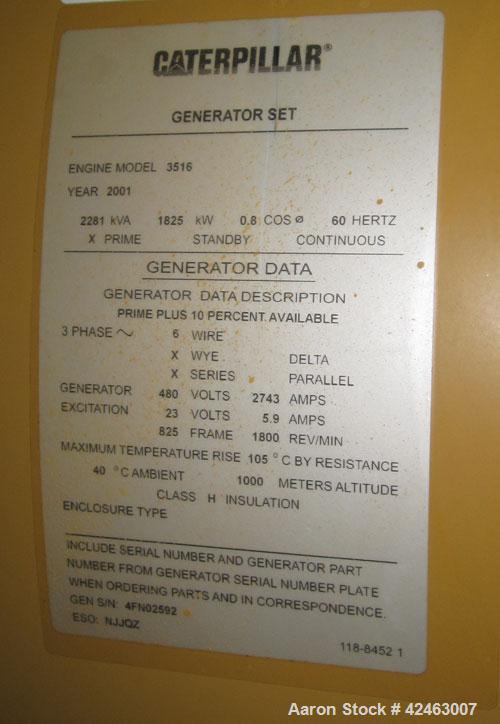 CATERPILLAR®
GENERATOR SET
ENGINE MODEL 3516
YEAR 2001
2281 kVA 1825 kW 0.8 COS ø 60 HERTZ
X PRIME STANDBY CONTINUOUS
GENERATOR DATA
GENERATOR DATA DESCRIPTION
PRIME PLUS 10 PERCENT AVAILABLE
3 PHASE ~ 6 WIRE
X WYE DELTA
X SERIES PARALLEL
GENERATOR 480 VOLTS 2743 AMPS
EXCITATION 23 VOLTS 5.9 AMPS
825 FRAME 1800 REV/MIN
MAXIMUM TEMPERATURE RISE 105 °C BY RESISTANCE
40 °C AMBIENT 1000 METERS ALTITUDE
CLASS H INSULATION
ENCLOSURE TYPE
INCLUDE SERIAL NUMBER AND GENERATOR PART
NUMBER FROM GENERATOR SERIAL NUMBER PLATE
WHEN ORDERING PARTS AND IN CORRESPONDENCE.
GEN S/N: 4FN02592
ESO: NJJQZ
118-8452 1
Aaron Stock # 42463007